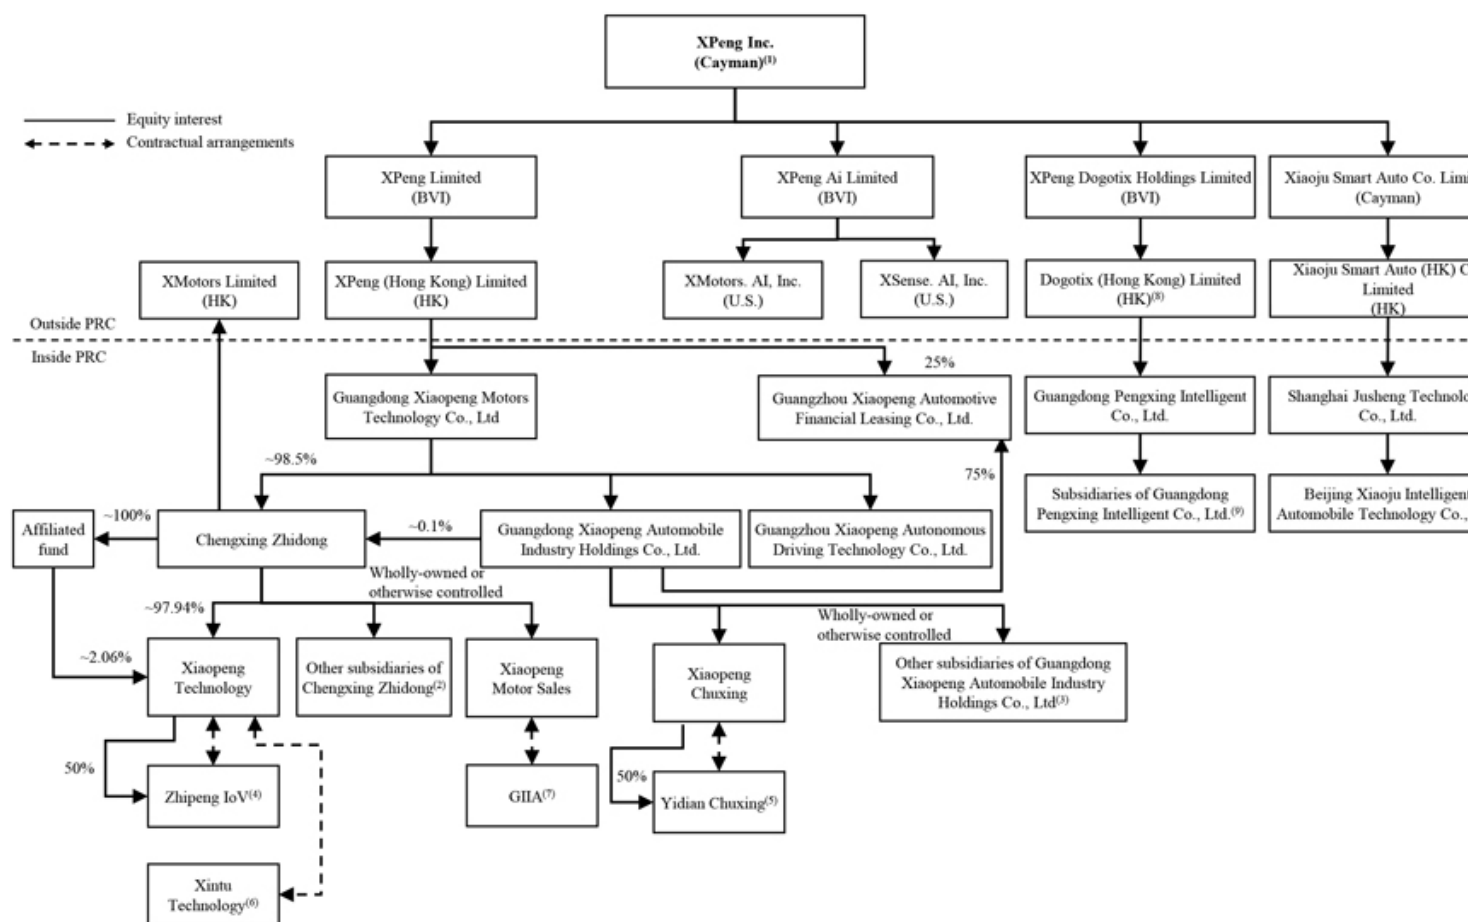 XPeng Inc.
(Cayman)(1)
Equity interest
Contractual arrangements
XPeng Limited
(BVI)
XPeng Ai Limited
(BVI)
XPeng Dogotix Holdings Limited
(BVI)
Xiaoju Smart Auto Co. Limi
(Cayman)
XMotors Limited
(HK)
XPeng (Hong Kong) Limited
(HK)
XMotors. AI, Inc.
(U.S.)
XSense. AI, Inc.
(U.S.)
Dogotix (Hong Kong) Limited
(HK)(8)
Xiaoju Smart Auto (HK) C
Limited
(HK)
Outside PRC
Inside PRC
25%
Guangdong Xiaopeng Motors
Technology Co., Ltd
Guangzhou Xiaopeng Automotive
Financial Leasing Co., Ltd.
Guangdong Pengxing Intelligent
Co., Ltd.
Shanghai Jusheng Technolo
Co., Ltd.
~98.5%
75%
Subsidiaries of Guangdong
Pengxing Intelligent Co., Ltd.(9)
Beijing Xiaoju Intelligent
Automobile Technology Co.,
Affiliated
fund
~100%
Chengxing Zhidong
~0.1%
Guangdong Xiaopeng Automobile
Industry Holdings Co., Ltd.
Guangzhou Xiaopeng Autonomous
Driving Technology Co., Ltd.
Wholly-owned or
otherwise controlled
~97.94%
Wholly-owned or
otherwise controlled
~2.06%
Xiaopeng
Technology
Other subsidiaries of
Chengxing Zhidong(2)
Xiaopeng
Motor Sales
Xiaopeng
Chuxing
Other subsidiaries of Guangdong
Xiaopeng Automobile Industry
Holdings Co., Ltd(3)
50%
Zhipeng IoV(4)
GIIA(7)
50%
Yidian Chuxing(5)
Xintu
Technology(6)